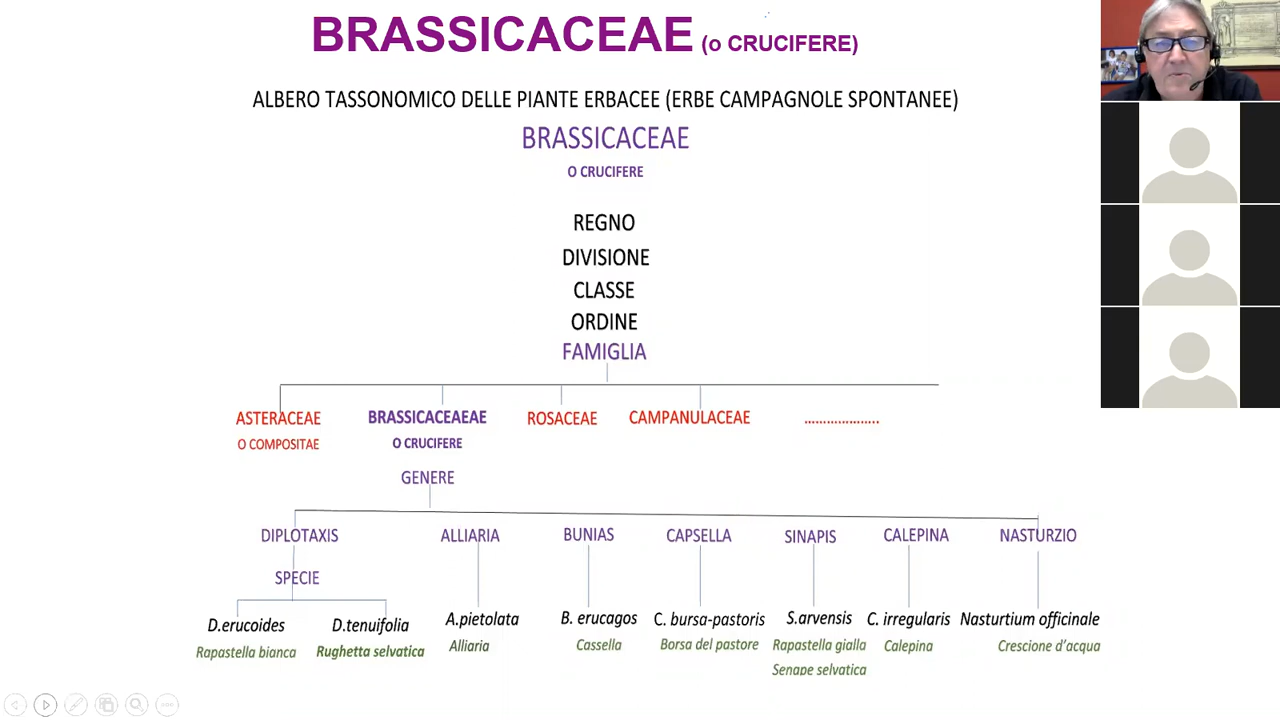 BRASSICACEAE (o CRUCIFERE)
ALBERO TASSONOMICO DELLE PIANTE ERBACEE (ERBE CAMPAGNOLE SPONTANEE)
BRASSICACEAE
O CRUCIFERE
REGNO
DIVISIONE
CLASSE
ORDINE
FAMIGLIA
ASTERACEAE BRASSICACEAEAE ROSACEAE CAMPANULACEAE ...................
O COMPOSITAE O CRUCIFERE
GENERE
DIPLOTAXIS ALLIARIA BUNIAS CAPSELLA SINAPIS CALEPINA NASTURZIO
SPECIE
D.erucoides D.tenuifolia A.pietolata B. erucagos C. bursa-pastoris S.arvensis C. irregularis Nasturtium officinale
Rapastella bianca Rughetta selvatica Alliaria Cassella Borsa del pastore Rapastella gialla Calepina Crescione d'acqua
Senape selvatica